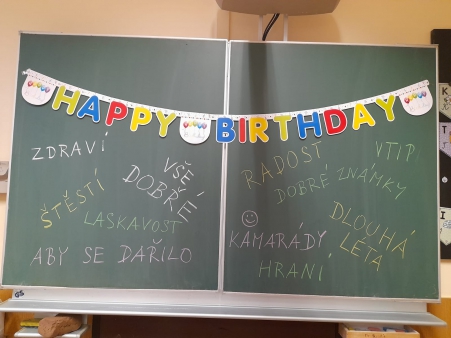 HAPPY BIRTHDAY
ZDRAVÍ
VŠE
DOBRÉ
ŠTĚSTÍ
LASKAVOST
ABY SE DAŘILO
RADOST
VTIP
DOBRÉ ZNÁMKY
DLOUHÁ
LÉTA
KAMARÁDY
HRANÍ
K
T
I